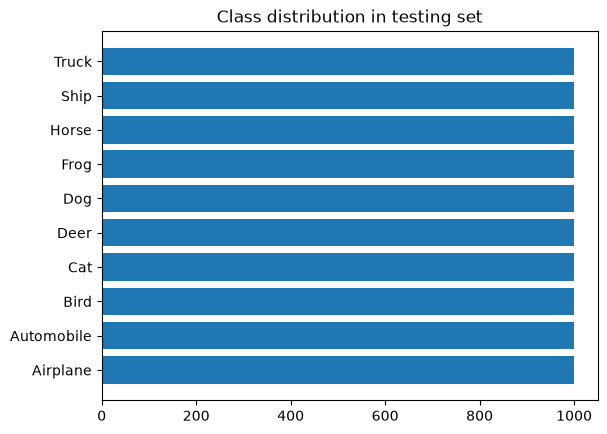 Class distribution in testing set
Truck
Ship
Horse
Frog
Dog
Deer
Cat
Bird
Automobile
Airplane
0 200 400 600 800 1000